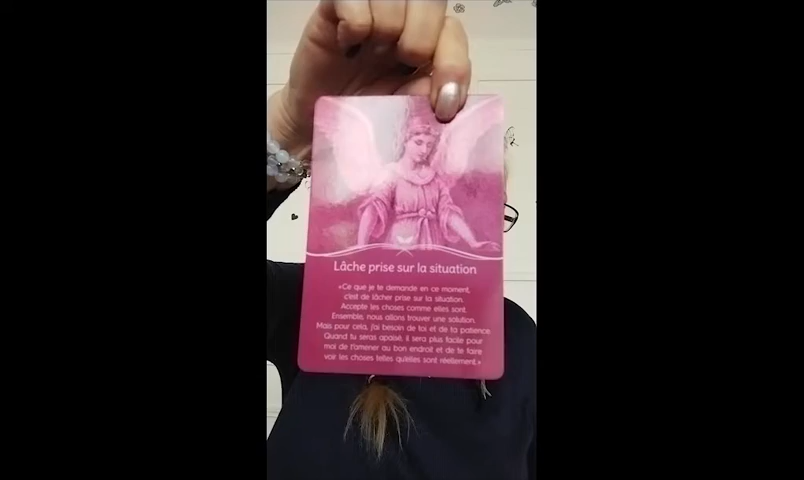 Lâche prise sur la situation
«Ce que je te demande en ce moment,
c'est de lâcher prise sur la situation.
Accepte les choses comme elles sont.
Ensemble, nous allons trouver une solution.
Mais pour cela, j'ai besoin de toi et de ta patience.
Quand tu seras apaisé, il sera plus facile pour
moi de t'amener au bon endroit et de te faire
voir les choses telles qu'elles sont réellement.»